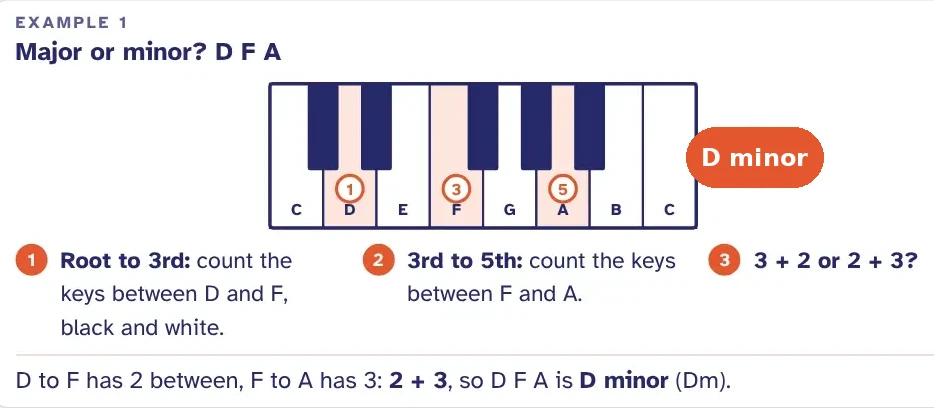 EXAMPLE 1
Major or minor? D F A
D minor
1 3 5
C D E F G A B C
1 Root to 3rd: count the
keys between D and F,
black and white.
2 3rd to 5th: count the keys
between F and A.
3 3 + 2 or 2 + 3?
D to F has 2 between, F to A has 3: 2 + 3, so D F A is D minor (Dm).